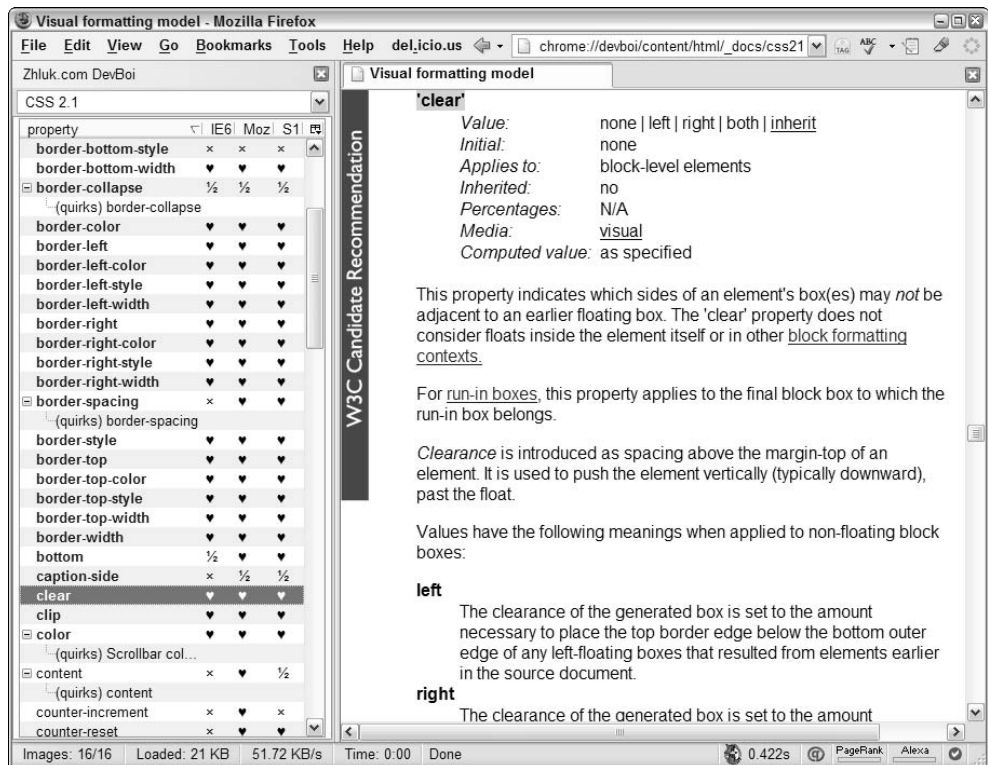 Visual formatting model - Mozilla Firefox
File Edit View Go Bookmarks Tools Help del.icio.us chrome://devboi/content/html/_docs/css21 TAG ABC
Zhluk.com DevBoi
Visual formatting model
CSS 2.1
property IE6 Moz S1
border-bottom-style × × ×
border-bottom-width ♥ ♥ ♥
border-collapse ½ ½ ½
(quirks) border-collapse
border-color ♥ ♥ ♥
border-left ♥ ♥ ♥
border-left-color ♥ ♥ ♥
border-left-style ♥ ♥ ♥
border-left-width ♥ ♥ ♥
border-right ♥ ♥ ♥
border-right-color ♥ ♥ ♥
border-right-style ♥ ♥ ♥
border-right-width ♥ ♥ ♥
border-spacing × ♥ ♥
(quirks) border-spacing
border-style ♥ ♥ ♥
border-top ♥ ♥ ♥
border-top-color ♥ ♥ ♥
border-top-style ♥ ♥ ♥
border-top-width ♥ ♥ ♥
border-width ♥ ♥ ♥
bottom ½ ♥ ♥
caption-side × ½ ½
clear ♥ ♥ ♥
clip ♥ ♥ ♥
color ♥ ♥ ♥
(quirks) Scrollbar col...
content × ♥ ½
(quirks) content
counter-increment × ♥ ×
counter-reset × ♥ ♥
W3C Candidate Recommendation
'clear'
Value: none | left | right | both | inherit
Initial: none
Applies to: block-level elements
Inherited: no
Percentages: N/A
Media: visual
Computed value: as specified
This property indicates which sides of an element's box(es) may not be
adjacent to an earlier floating box. The 'clear' property does not
consider floats inside the element itself or in other block formatting
contexts.
For run-in boxes, this property applies to the final block box to which the
run-in box belongs.
Clearance is introduced as spacing above the margin-top of an
element. It is used to push the element vertically (typically downward),
past the float.
Values have the following meanings when applied to non-floating block
boxes:
left
The clearance of the generated box is set to the amount
necessary to place the top border edge below the bottom outer
edge of any left-floating boxes that resulted from elements earlier
in the source document.
right
The clearance of the generated box is set to the amount
Images: 16/16 Loaded: 21 KB 51.72 KB/s Time: 0:00 Done 0.422s PageRank Alexa